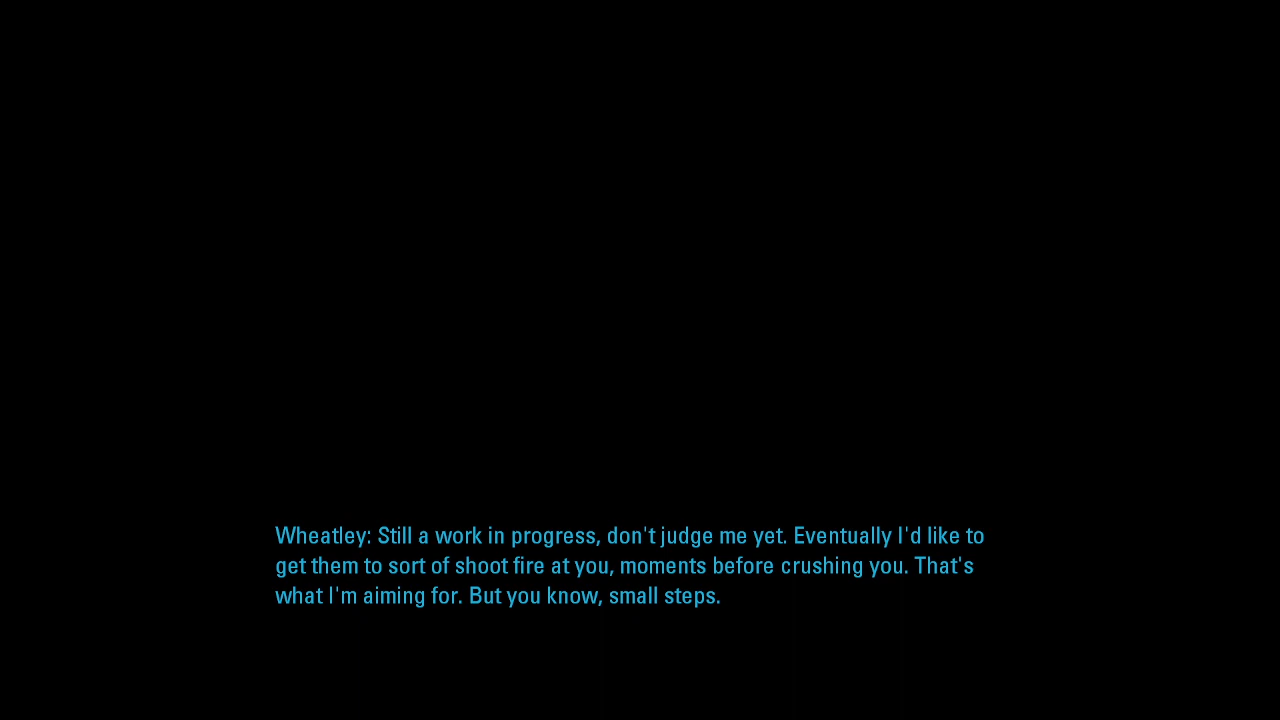 Wheatley: Still a work in progress, don't judge me yet. Eventually I'd like to
get them to sort of shoot fire at you, moments before crushing you. That's
what I'm aiming for. But you know, small steps.